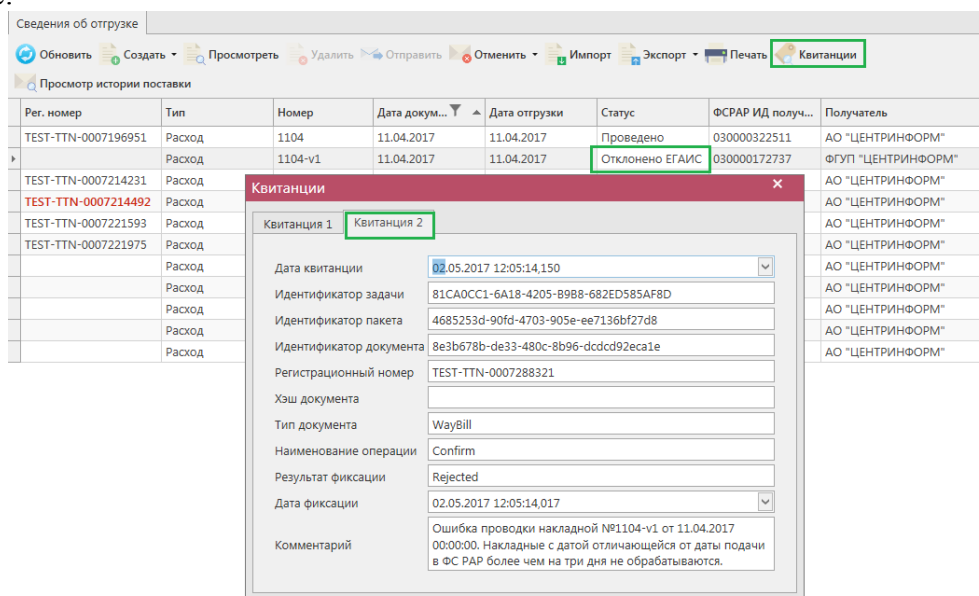 Сведения об отгрузке
Обновить Создать Просмотреть Удалить Отправить Отменить Импорт Экспорт Печать Квитанции
Просмотр истории поставки
Рег. номер Тип Номер Дата докум... Дата отгрузки Статус ФСРАР ИД получ... Получатель
TEST-TTN-0007196951 Расход 1104 11.04.2017 11.04.2017 Проведено 030000322511 АО "ЦЕНТРИНФОРМ"
Расход 1104-v1 11.04.2017 11.04.2017 Отклонено ЕГАИС 030000172737 ФГУП "ЦЕНТРИНФОРМ"
TEST-TTN-0007214231 Расход АО "ЦЕНТРИНФОРМ"
TEST-TTN-0007214492 Расход АО "ЦЕНТРИНФОРМ"
TEST-TTN-0007221593 Расход АО "ЦЕНТРИНФОРМ"
TEST-TTN-0007221975 Расход АО "ЦЕНТРИНФОРМ"
Расход АО "ЦЕНТРИНФОРМ"
Расход АО "ЦЕНТРИНФОРМ"
Расход АО "ЦЕНТРИНФОРМ"
Расход АО "ЦЕНТРИНФОРМ"
Расход АО "ЦЕНТРИНФОРМ"
Квитанции
Квитанция 1 Квитанция 2
Дата квитанции 02.05.2017 12:05:14,150
Идентификатор задачи 81CA0CC1-6A18-4205-B9B8-682ED585AF8D
Идентификатор пакета 4685253d-90fd-4703-905e-ee7136bf27d8
Идентификатор документа 8e3b678b-de33-480c-8b96-dcdcd92eca1e
Регистрационный номер TEST-TTN-0007288321
Хэш документа
Тип документа WayBill
Наименование операции Confirm
Результат фиксации Rejected
Дата фиксации 02.05.2017 12:05:14,017
Комментарий Ошибка проводки накладной №1104-v1 от 11.04.2017
00:00:00. Накладные с датой отличающейся от даты подачи
в ФС РАР более чем на три дня не обрабатываются.